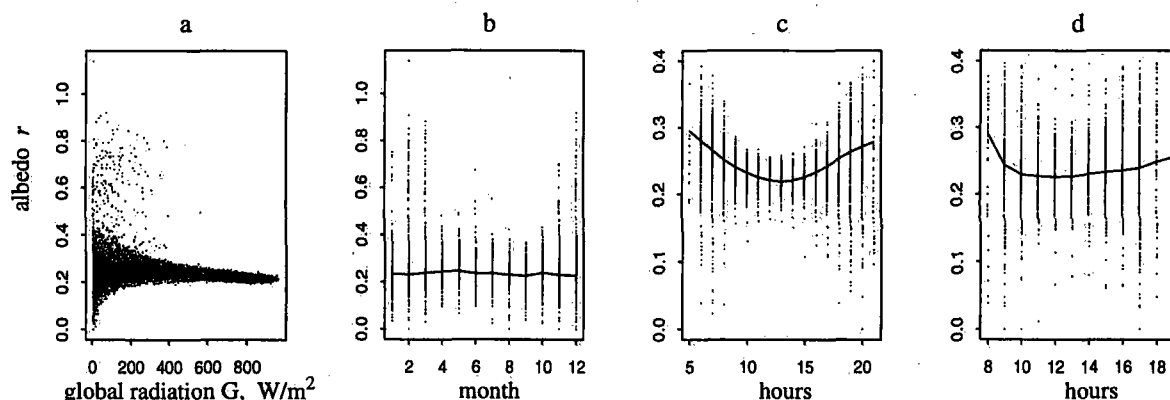 a
b
c
d
albedo r
0.0 0.2 0.4 0.6 0.8 1.0
0 200 400 600 800
global radiation G, W/m²
0.0 0.2 0.4 0.6 0.8 1.0
2 4 6 8 10 12
month
0.0 0.1 0.2 0.3 0.4
5 10 15 20
hours
0.0 0.1 0.2 0.3 0.4
8 10 12 14 16 18
hours